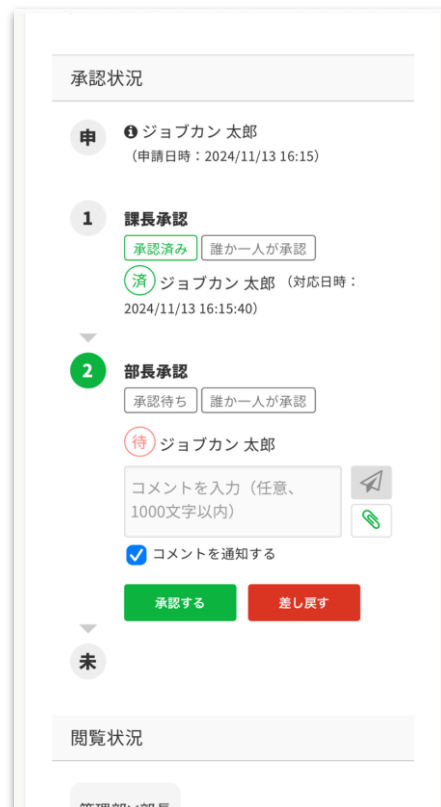 承認状況
申
ジョブカン 太郎
（申請日時：2024/11/13 16:15）
1
課長承認
承認済み 誰か一人が承認
済 ジョブカン 太郎 （対応日時：
2024/11/13 16:15:40）
2
部長承認
承認待ち 誰か一人が承認
待 ジョブカン 太郎
コメントを入力（任意、
1000文字以内）
コメントを通知する
承認する 差し戻す
未
閲覧状況